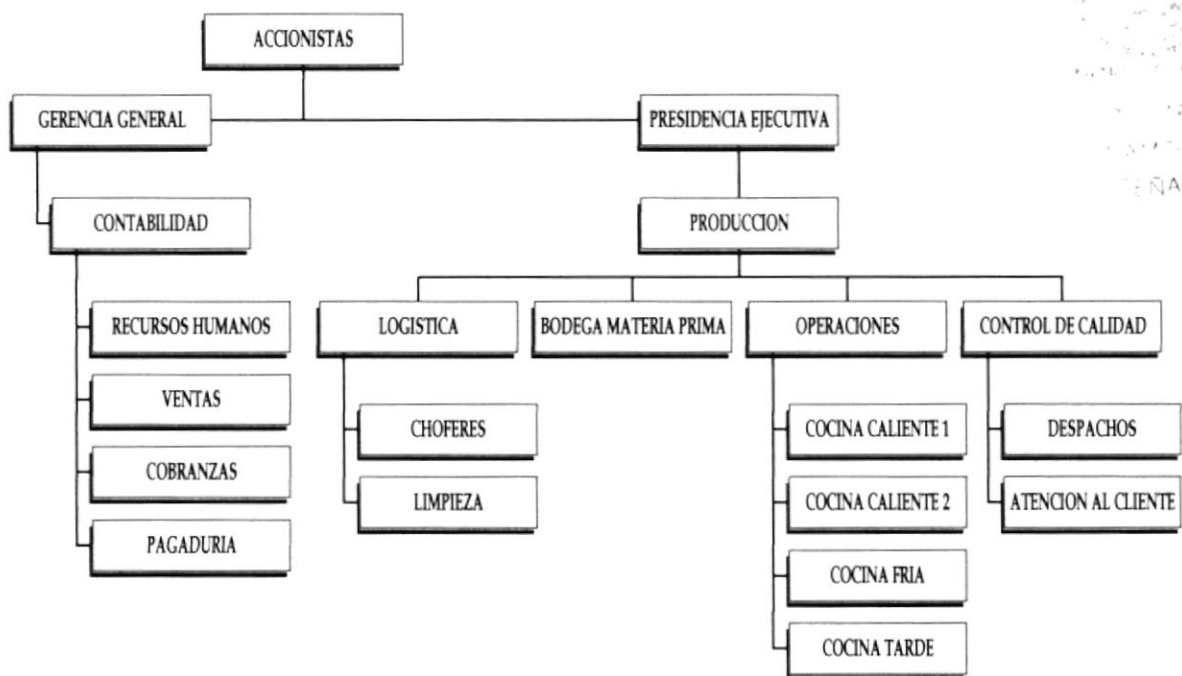 ACCIONISTAS
GERENCIA GENERAL
PRESIDENCIA EJECUTIVA
CONTABILIDAD
PRODUCCION
RECURSOS HUMANOS
LOGISTICA
BODEGA MATERIA PRIMA
OPERACIONES
CONTROL DE CALIDAD
VENTAS
CHOFERES
COCINA CALIENTE 1
DESPACHOS
COBRANZAS
LIMPIEZA
COCINA CALIENTE 2
ATENCION AL CLIENTE
PAGADURIA
COCINA FRIA
COCINA TARDE